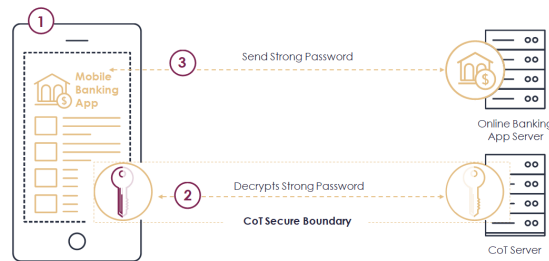 1
3
Send Strong Password
Mobile
Banking
App
$
$
Online Banking
App Server
Decrypts Strong Password
2
CoT Secure Boundary
CoT Server